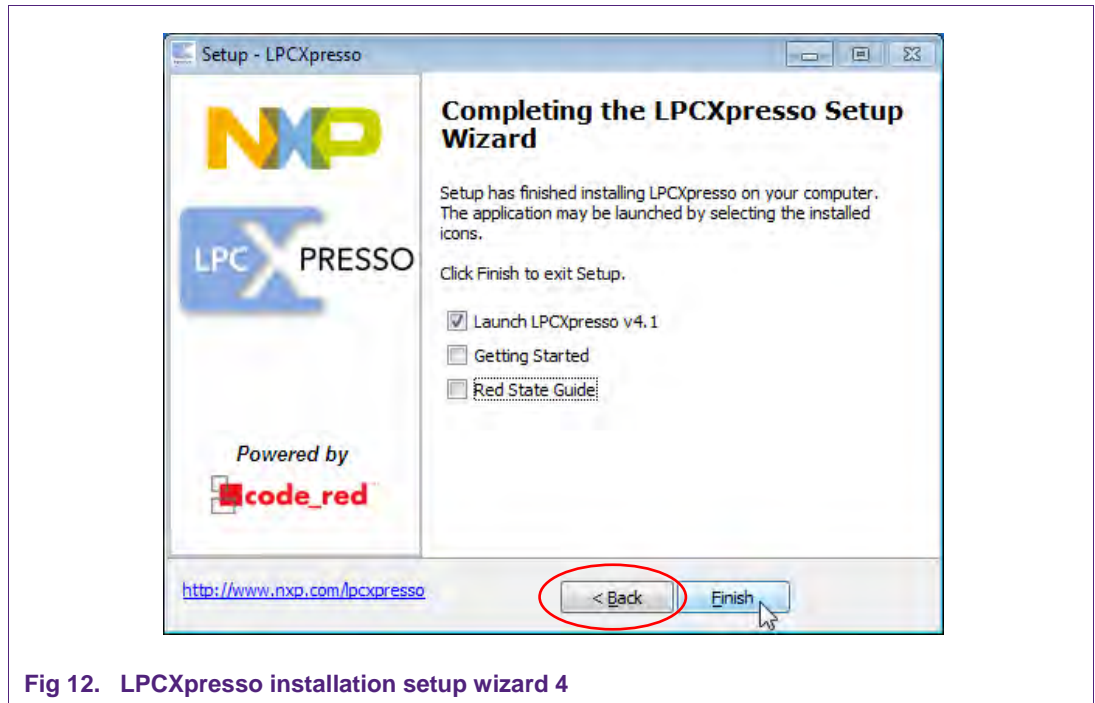 Setup - LPCXpresso
NXP
Completing the LPCXpresso Setup
Wizard
Setup has finished installing LPCXpresso on your computer.
The application may be launched by selecting the installed
icons.
LPC XPRESSO
Click Finish to exit Setup.
Launch LPCXpresso v4.1
Getting Started
Red State Guide
Powered by
code_red
http://www.nxp.com/lpcxpresso
< Back
Finish
Fig 12. LPCXpresso installation setup wizard 4